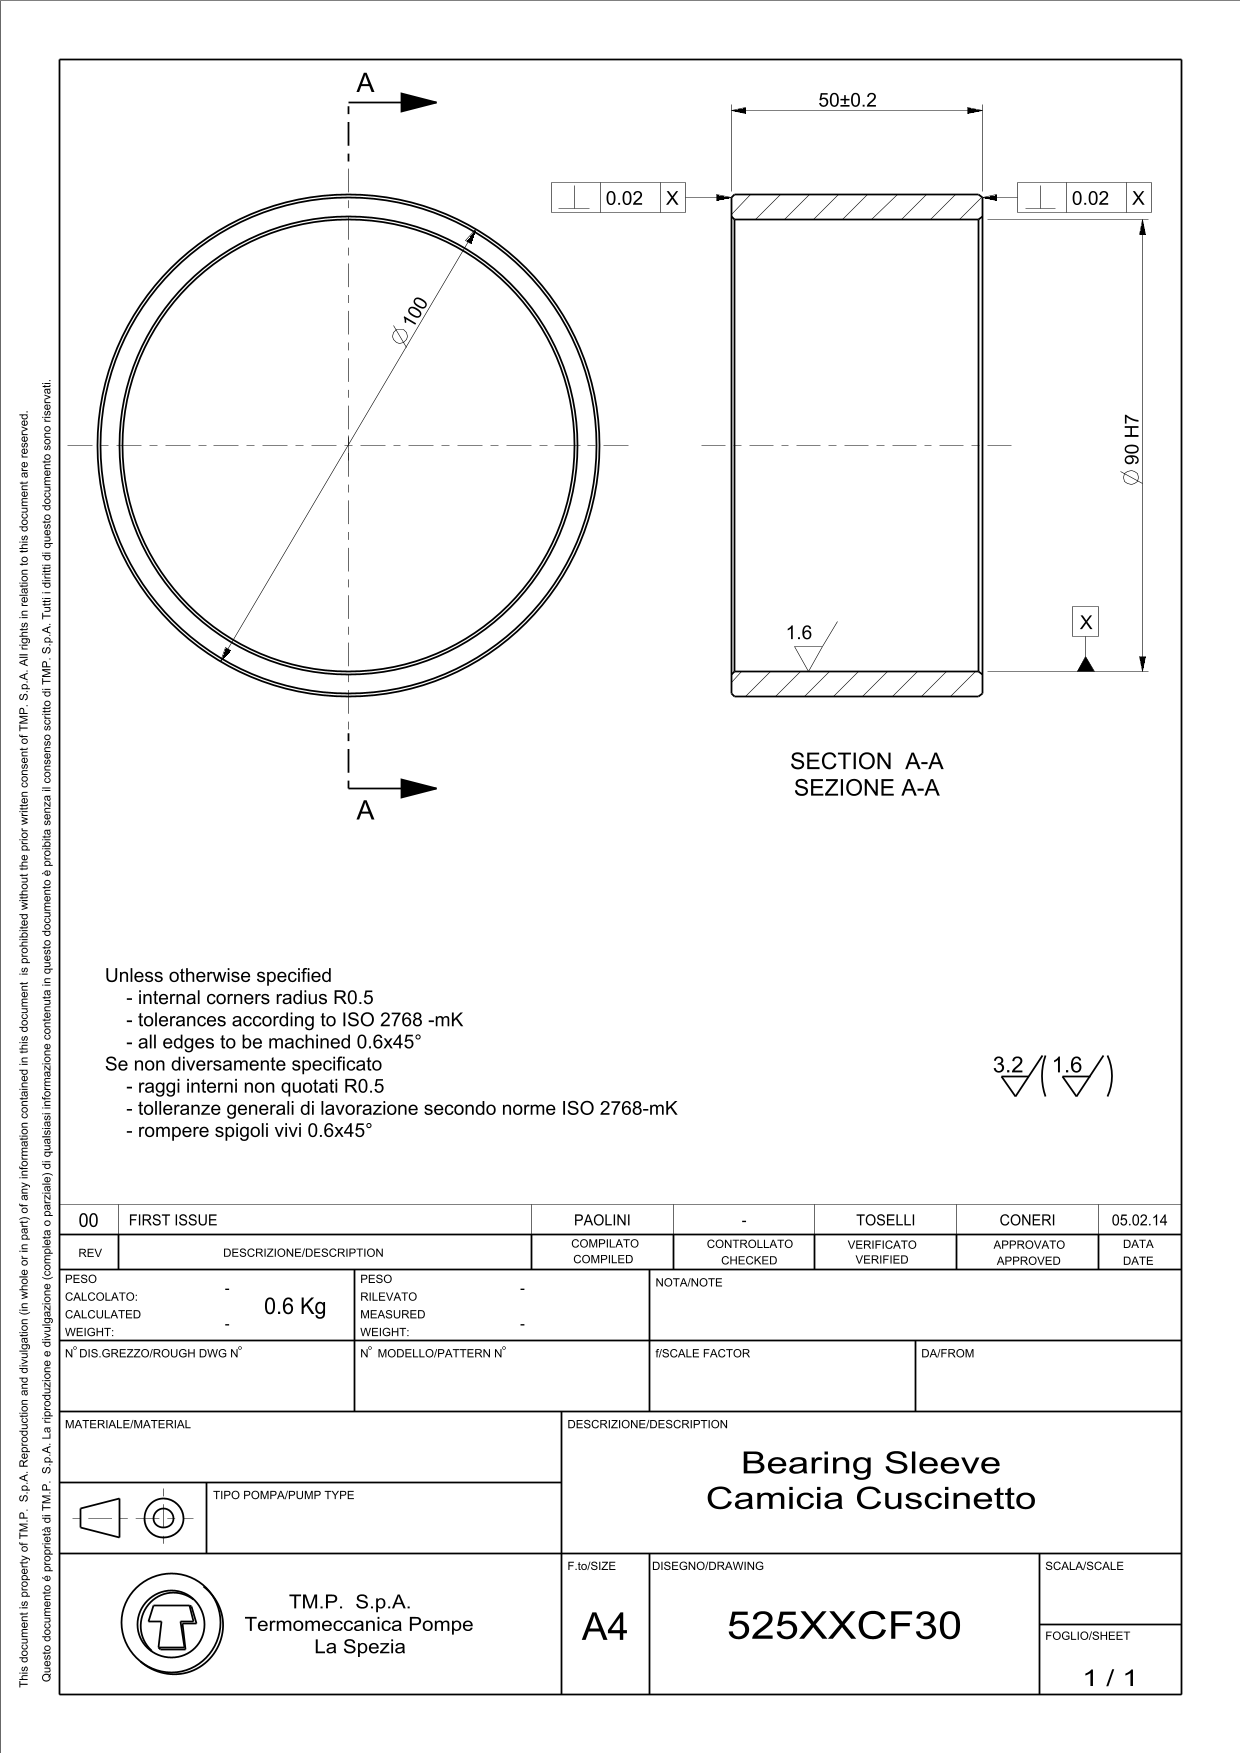 A
50±0.2
0.02 X
0.02 X
Ø 100
Ø 90 H7
1.6
X
A
SECTION A-A
SEZIONE A-A
Unless otherwise specified
- internal corners radius R0.5
- tolerances according to ISO 2768 -mK
- all edges to be machined 0.6x45°
Se non diversamente specificato
- raggi interni non quotati R0.5
- tolleranze generali di lavorazione secondo norme ISO 2768-mK
- rompere spigoli vivi 0.6x45°
3.2 ( 1.6 )
This document is property of TM.P. S.p.A. Reproduction and divulgation (in whole or in part) of any information contained in this document is prohibited without the prior written consent of TMP. S.p.A. All rights in relation to this document are reserved.
Questo documento è proprietà di TM.P. S.p.A. La riproduzione e divulgazione (completa o parziale) di qualsiasi informazione contenuta in questo documento è proibita senza il consenso scritto di TMP. S.p.A. Tutti i diritti di questo documento sono riservati.
00 FIRST ISSUE PAOLINI - TOSELLI CONERI 05.02.14
REV DESCRIZIONE/DESCRIPTION COMPILATO CONTROLLATO VERIFICATO APPROVATO DATA
COMPILED CHECKED VERIFIED APPROVED DATE
PESO
CALCOLATO: -
CALCULATED 0.6 Kg
WEIGHT: -
PESO
RILEVATO -
MEASURED
WEIGHT: -
NOTA/NOTE
N° DIS.GREZZO/ROUGH DWG N° N° MODELLO/PATTERN N° f/SCALE FACTOR DA/FROM
MATERIALE/MATERIAL
DESCRIZIONE/DESCRIPTION
Bearing Sleeve
Camicia Cuscinetto
TIPO POMPA/PUMP TYPE
TM.P. S.p.A.
Termomeccanica Pompe
La Spezia
F.to/SIZE
A4
DISEGNO/DRAWING
525XXCF30
SCALA/SCALE
FOGLIO/SHEET
1 / 1